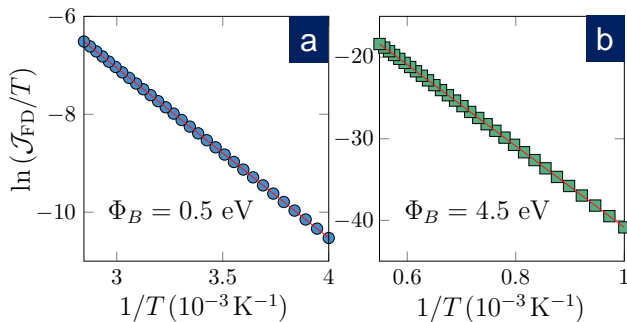 a
−6
−8
−10
ln (𝒥_FD/T)
Φ_B = 0.5 eV
3
3.5
4
1/T (10⁻³ K⁻¹)
b
−20
−30
−40
Φ_B = 4.5 eV
0.6
0.8
1
1/T (10⁻³ K⁻¹)